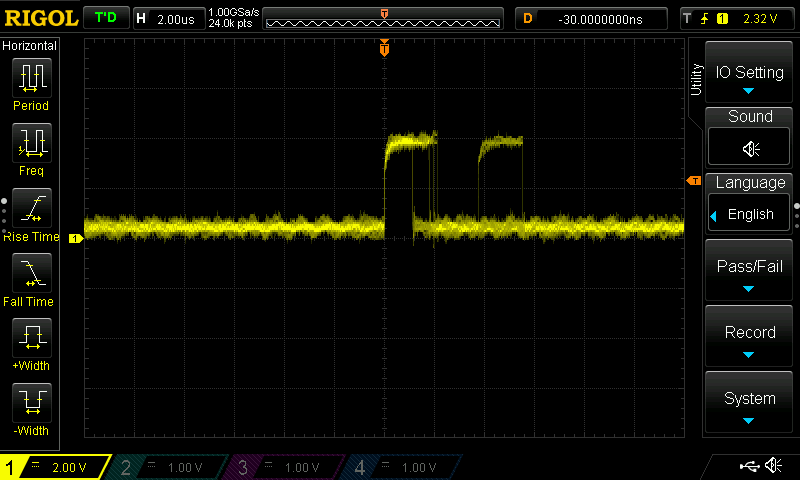 RIGOL T'D H 2.00us 1.00GSa/s 24.0k pts T D -30.0000000ns T 1 2.32 V
Horizontal
Period
Freq
Rise Time
Fall Time
+Width
-Width
T
T
1
Utility
IO Setting
Sound
Language
English
Pass/Fail
Record
System
1 2.00 V 2 1.00 V 3 1.00 V 4 1.00 V